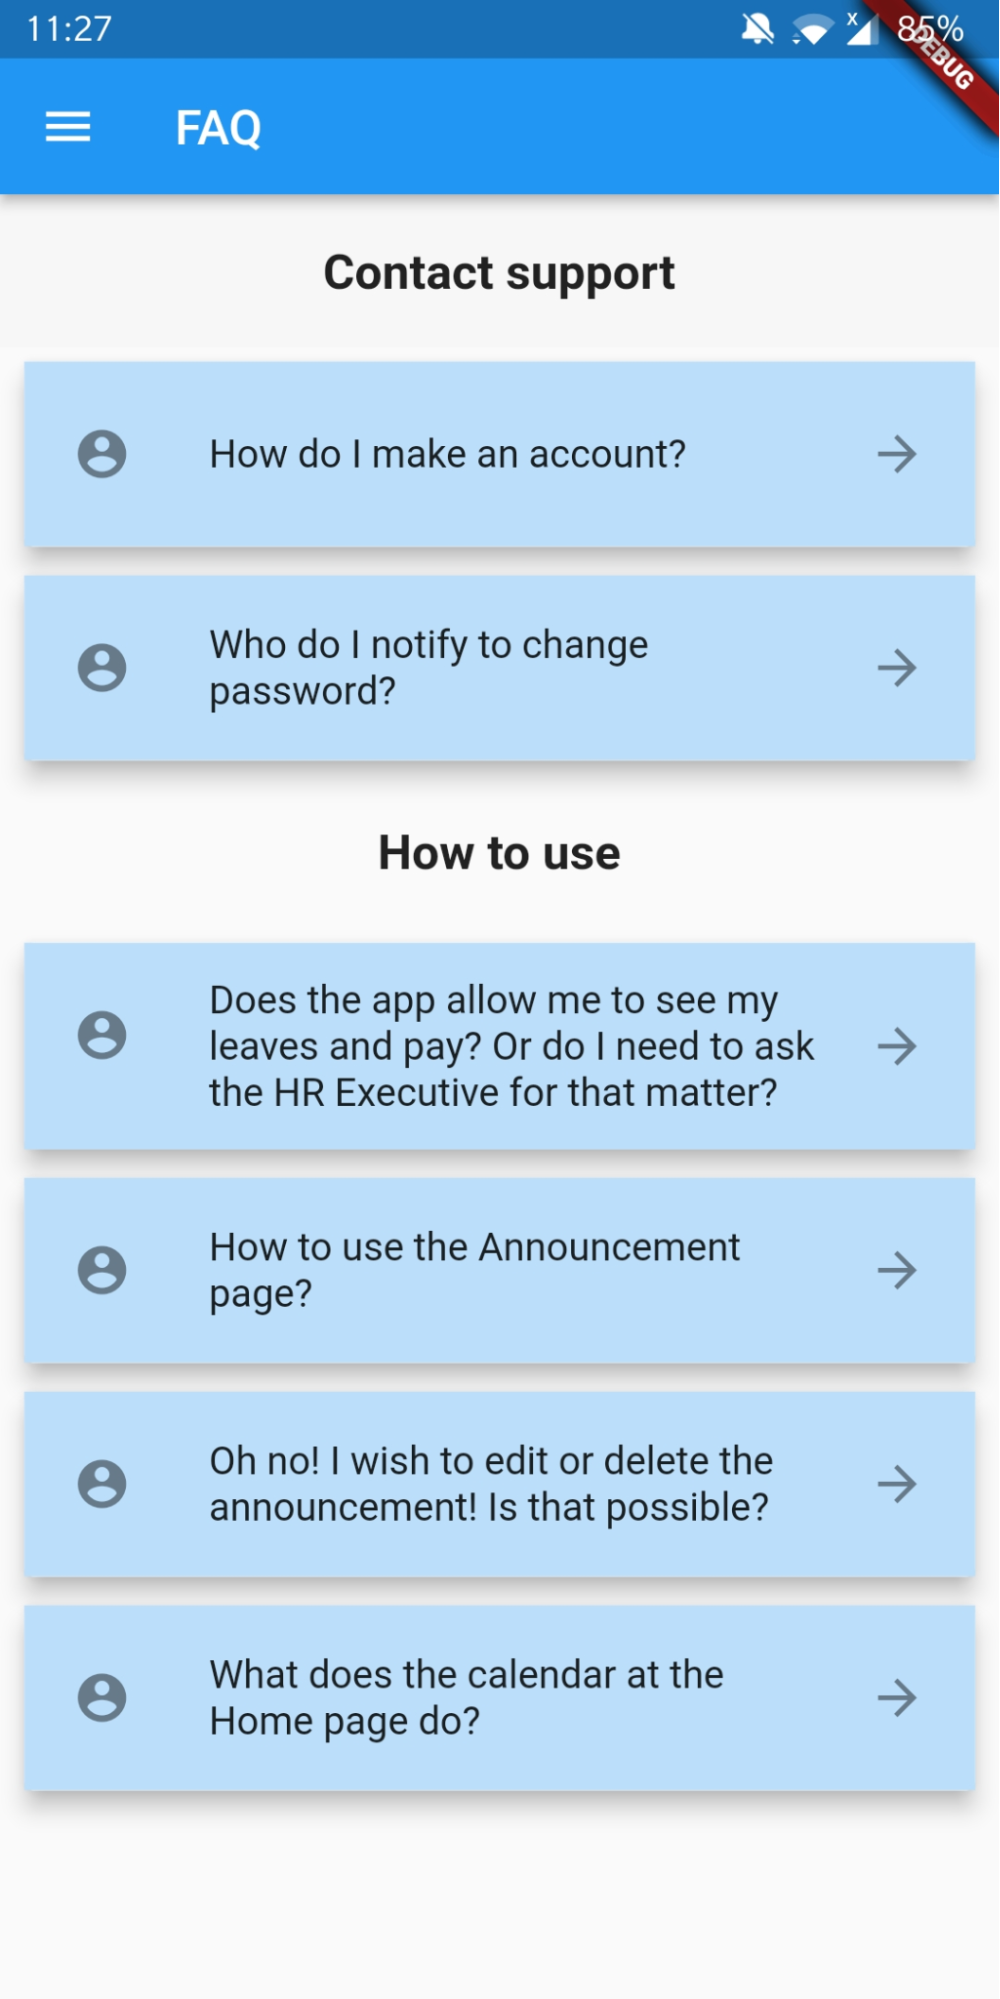 11:27
x
85%
DEBUG
FAQ
Contact support
How do I make an account?
Who do I notify to change
password?
How to use
Does the app allow me to see my
leaves and pay? Or do I need to ask
the HR Executive for that matter?
How to use the Announcement
page?
Oh no! I wish to edit or delete the
announcement! Is that possible?
What does the calendar at the
Home page do?